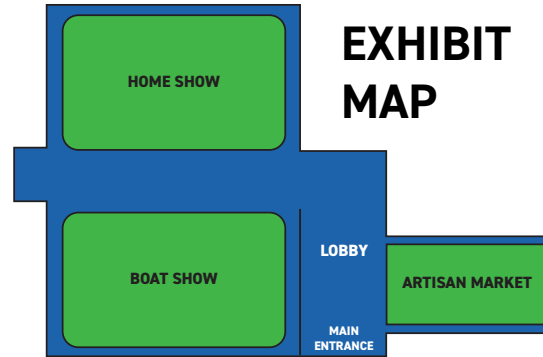 EXHIBIT
MAP
HOME SHOW
LOBBY
BOAT SHOW
ARTISAN MARKET
MAIN
ENTRANCE